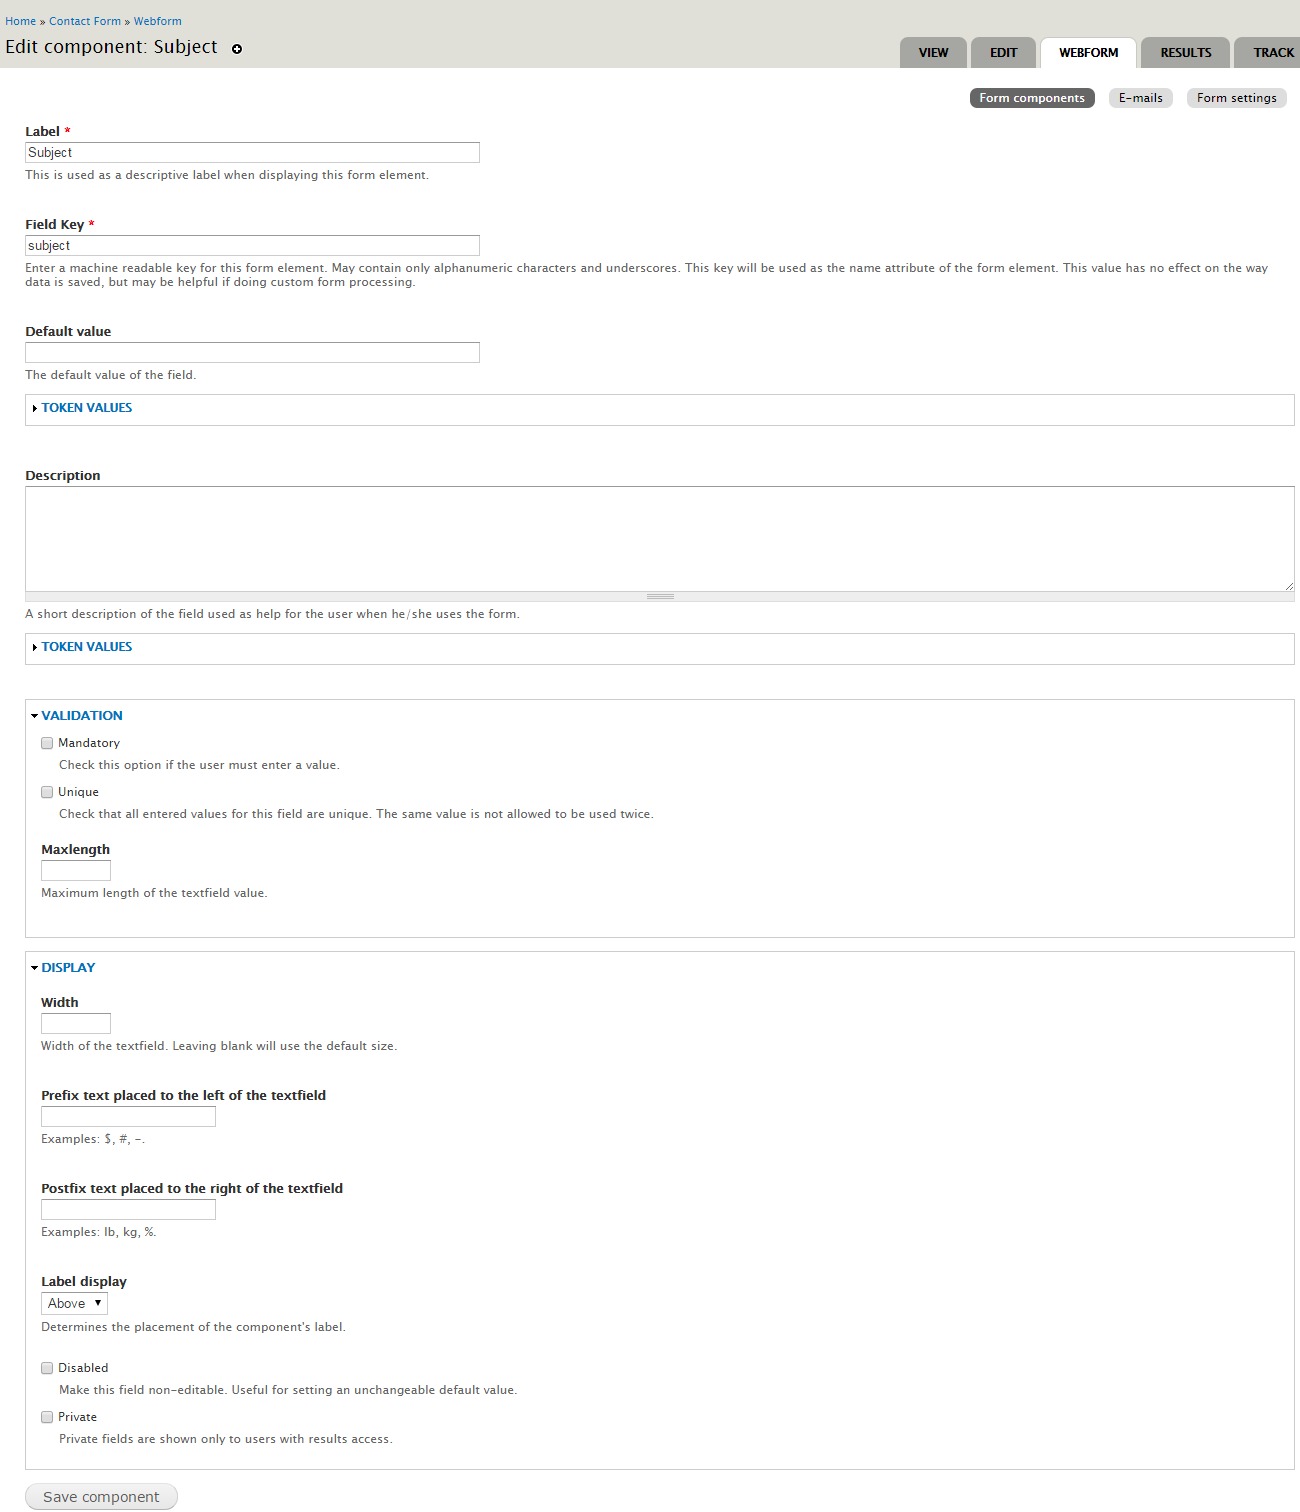 Home » Contact Form » Webform
Edit component: Subject
VIEW EDIT WEBFORM RESULTS TRACK
Form components E-mails Form settings
Label *
Subject
This is used as a descriptive label when displaying this form element.
Field Key *
subject
Enter a machine readable key for this form element. May contain only alphanumeric characters and underscores. This key will be used as the name attribute of the form element. This value has no effect on the way
data is saved, but may be helpful if doing custom form processing.
Default value
The default value of the field.
TOKEN VALUES
Description
A short description of the field used as help for the user when he/she uses the form.
TOKEN VALUES
VALIDATION
Mandatory
Check this option if the user must enter a value.
Unique
Check that all entered values for this field are unique. The same value is not allowed to be used twice.
Maxlength
Maximum length of the textfield value.
DISPLAY
Width
Width of the textfield. Leaving blank will use the default size.
Prefix text placed to the left of the textfield
Examples: $, #, -.
Postfix text placed to the right of the textfield
Examples: lb, kg, %.
Label display
Above
Determines the placement of the component's label.
Disabled
Make this field non-editable. Useful for setting an unchangeable default value.
Private
Private fields are shown only to users with results access.
Save component